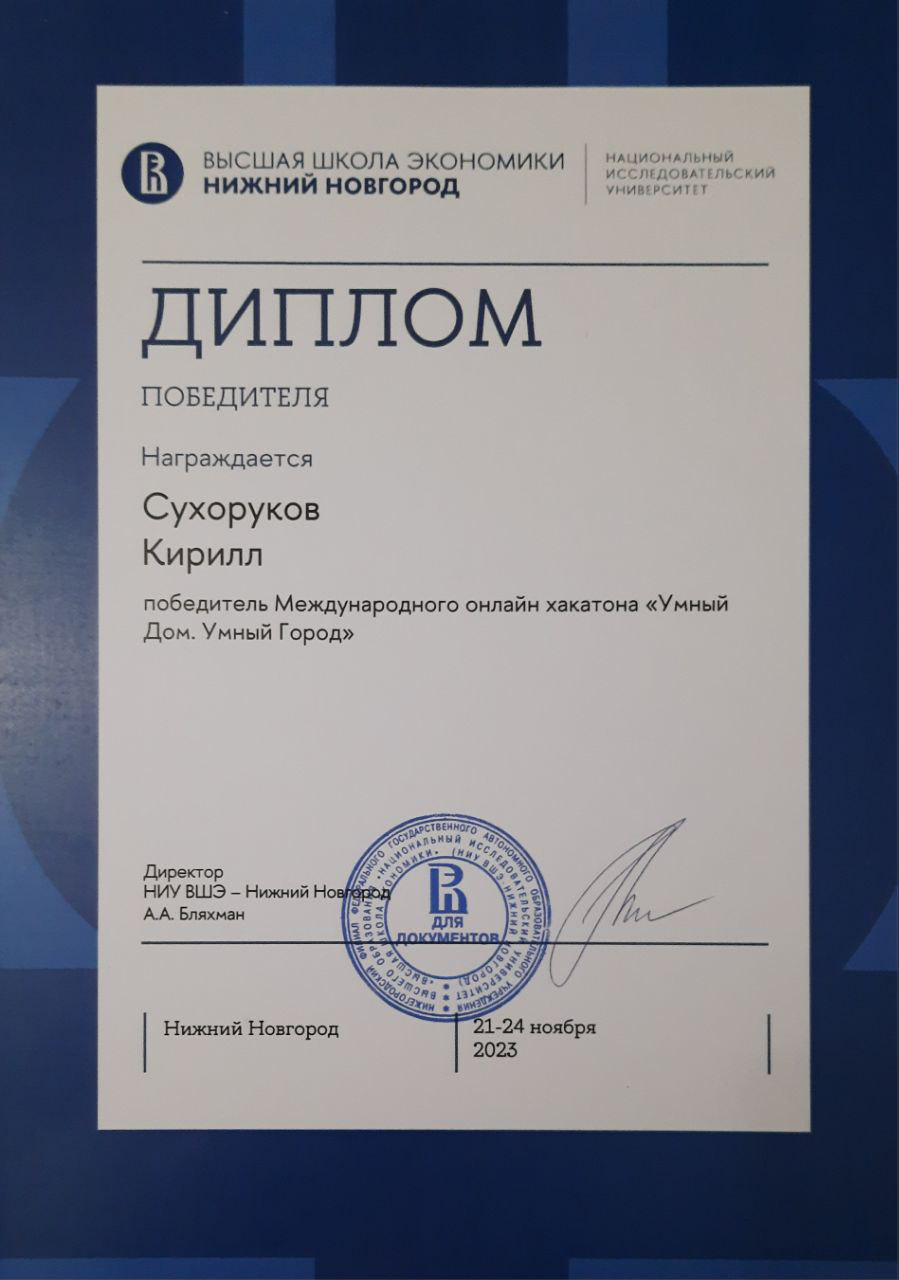 ВЫСШАЯ ШКОЛА ЭКОНОМИКИ
НИЖНИЙ НОВГОРОД
НАЦИОНАЛЬНЫЙ
ИССЛЕДОВАТЕЛЬСКИЙ
УНИВЕРСИТЕТ
ДИПЛОМ
ПОБЕДИТЕЛЯ
Награждается
Сухоруков
Кирилл
победитель Международного онлайн хакатона «Умный
Дом. Умный Город»
Директор
НИУ ВШЭ – Нижний Новгород
А.А. Бляхман
НИЖЕГОРОДСКИЙ ФИЛИАЛ ФЕДЕРАЛЬНОГО ГОСУДАРСТВЕННОГО АВТОНОМНОГО ОБРАЗОВАТЕЛЬНОГО УЧРЕЖДЕНИЯ
ВЫСШЕГО ОБРАЗОВАНИЯ «НАЦИОНАЛЬНЫЙ ИССЛЕДОВАТЕЛЬСКИЙ УНИВЕРСИТЕТ
«ВЫСШАЯ ШКОЛА ЭКОНОМИКИ» (НИУ ВШЭ НИЖНИЙ НОВГОРОД)
ДЛЯ
ДОКУМЕНТОВ
Нижний Новгород
21-24 ноября
2023